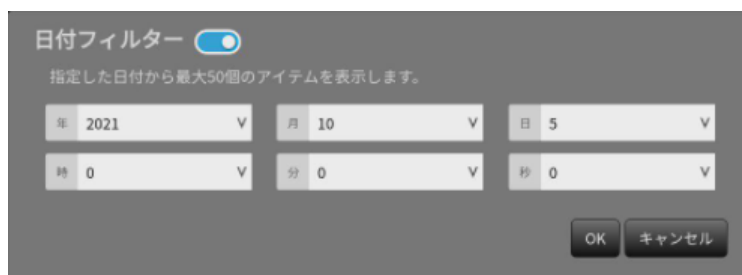 日付フィルター
指定した日付から最大50個のアイテムを表示します。
年 2021 月 10 日 5
時 0 分 0 秒 0
OK キャンセル